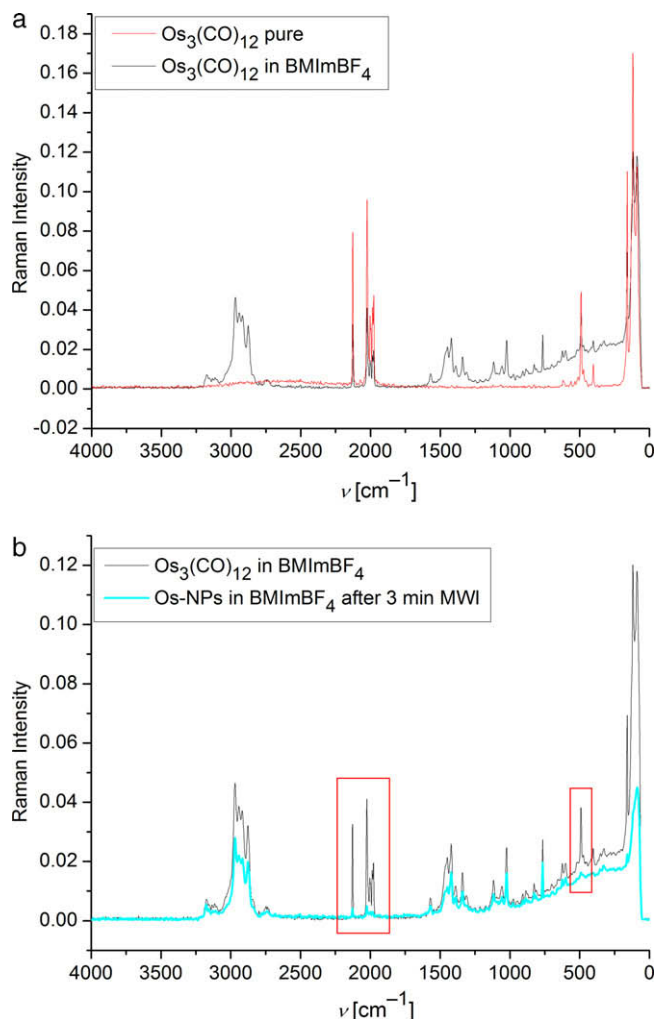 a
Os3(CO)12 pure
Os3(CO)12 in BMImBF4
0.18
0.16
0.14
0.12
0.10
0.08
0.06
0.04
0.02
0.00
-0.02
Raman Intensity
4000 3500 3000 2500 2000 1500 1000 500 0
ν [cm−1]
b
Os3(CO)12 in BMImBF4
Os-NPs in BMImBF4 after 3 min MWI
0.12
0.10
0.08
0.06
0.04
0.02
0.00
Raman Intensity
4000 3500 3000 2500 2000 1500 1000 500 0
ν [cm−1]